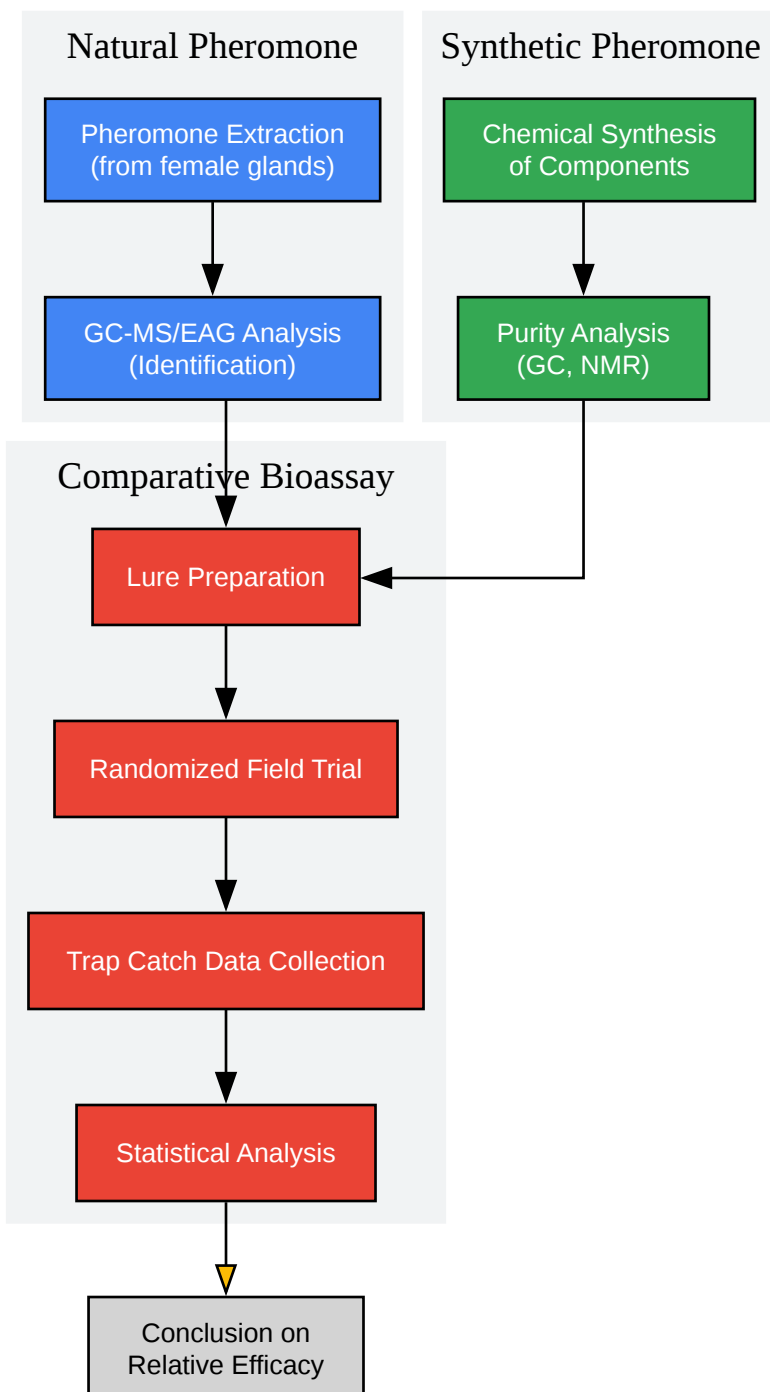 Natural Pheromone
Pheromone Extraction
(from female glands)
GC-MS/EAG Analysis
(Identification)
Synthetic Pheromone
Chemical Synthesis
of Components
Purity Analysis
(GC, NMR)
Comparative Bioassay
Lure Preparation
Randomized Field Trial
Trap Catch Data Collection
Statistical Analysis
Conclusion on
Relative Efficacy